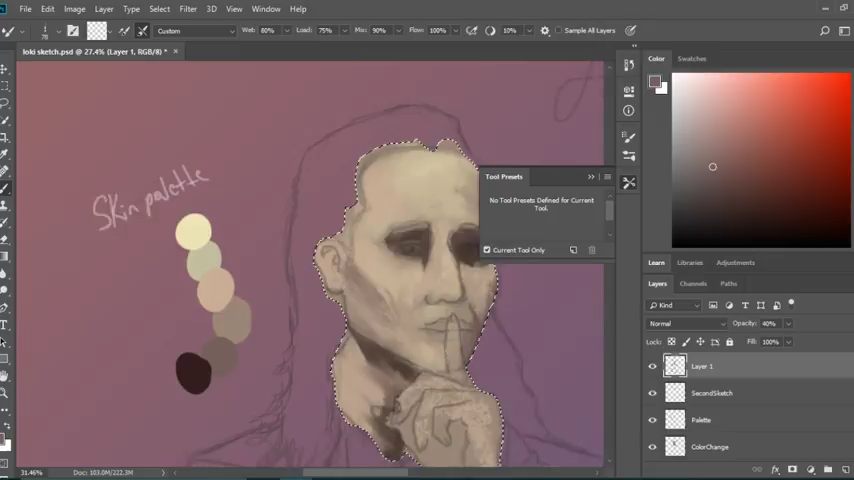 File Edit Image Layer Type Select Filter 3D View Window Help
Custom Wet: 80% Load: 75% Mix: 90% Flow: 100% 10% Sample All Layers
78
loki sketch.psd @ 27.4% (Layer 1, RGB/8) * ×
Color Swatches
Skin palette
Tool Presets
No Tool Presets Defined for Current
Tool.
Current Tool Only
Learn Libraries Adjustments
Layers Channels Paths
Kind
Normal Opacity: 40%
Lock: Fill: 100%
Layer 1
SecondSketch
Palette
ColorChange
31.46% Doc: 103.0M/222.3M